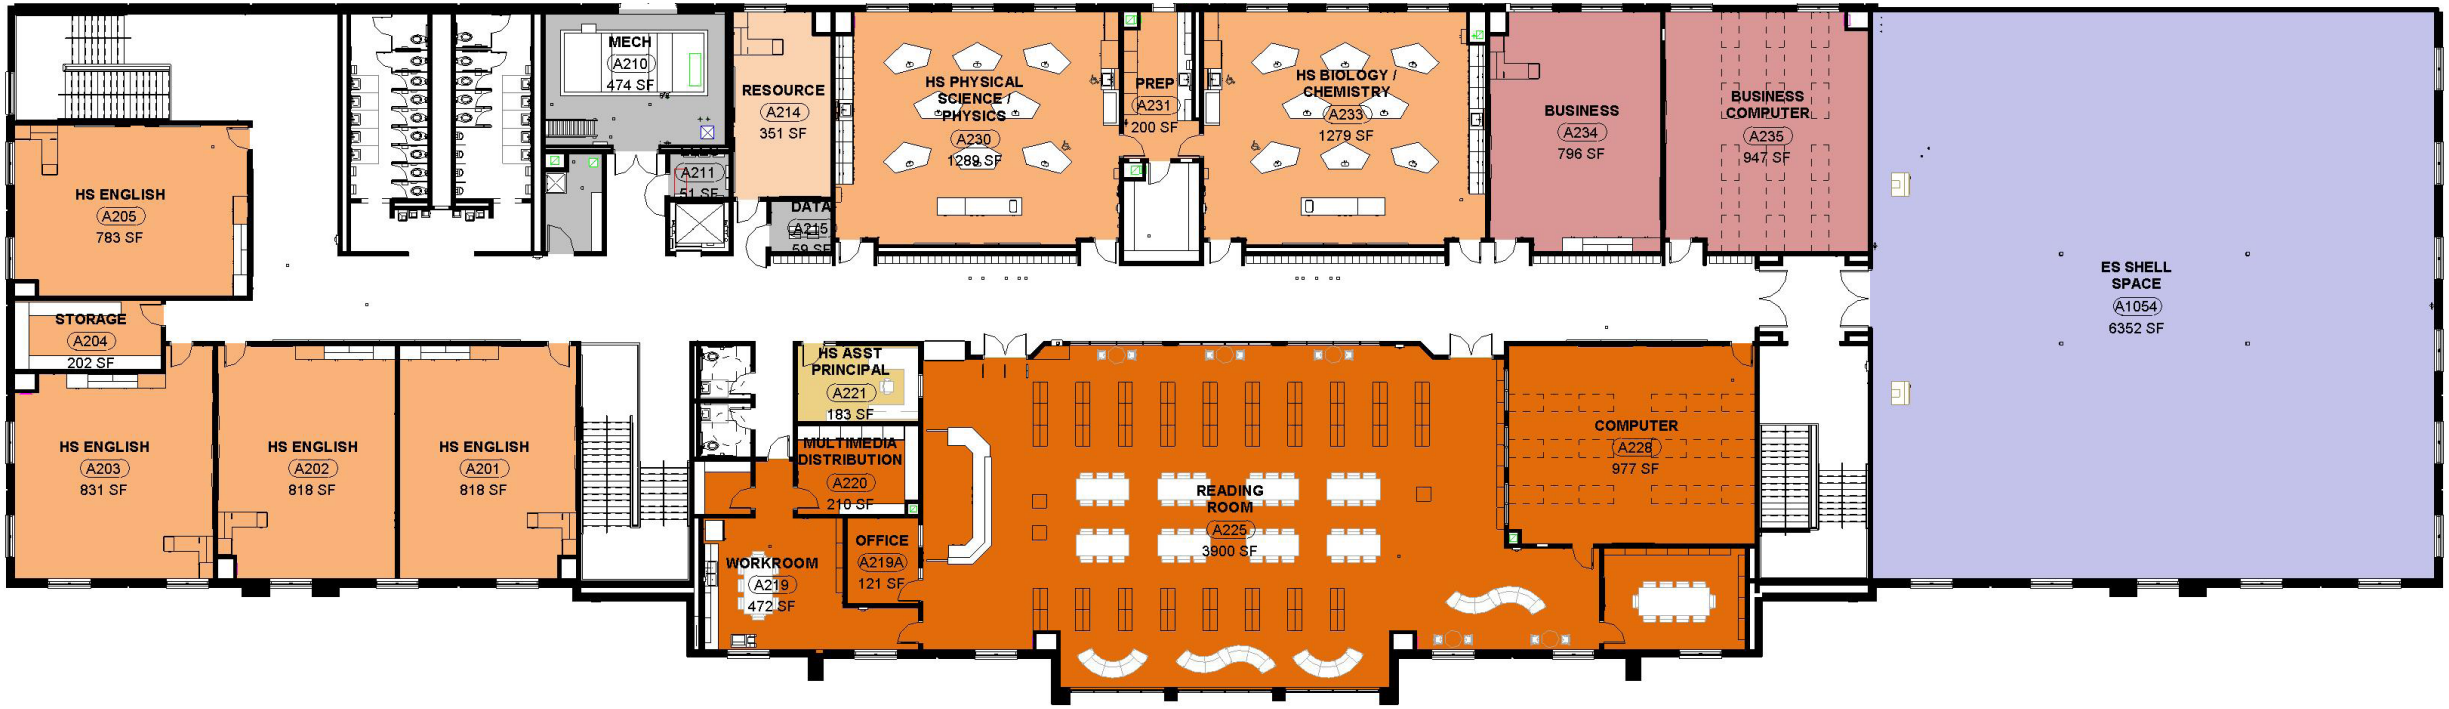 MECH
A210
474 SF
RESOURCE
A214
351 SF
HS PHYSICAL
SCIENCE /
PHYSICS
A230
1289 SF
PREP
A231
200 SF
HS BIOLOGY /
CHEMISTRY
A233
1279 SF
BUSINESS
A234
796 SF
BUSINESS
COMPUTER
A235
947 SF
A211
51 SF
DATA
A215
59 SF
HS ENGLISH
A205
783 SF
ES SHELL
SPACE
A1054
6352 SF
STORAGE
A204
202 SF
HS ASST
PRINCIPAL
A221
183 SF
HS ENGLISH
A203
831 SF
HS ENGLISH
A202
818 SF
HS ENGLISH
A201
818 SF
MULTIMEDIA
DISTRIBUTION
A220
210 SF
COMPUTER
A228
977 SF
READING
ROOM
A225
3900 SF
OFFICE
A219A
121 SF
WORKROOM
A219
472 SF